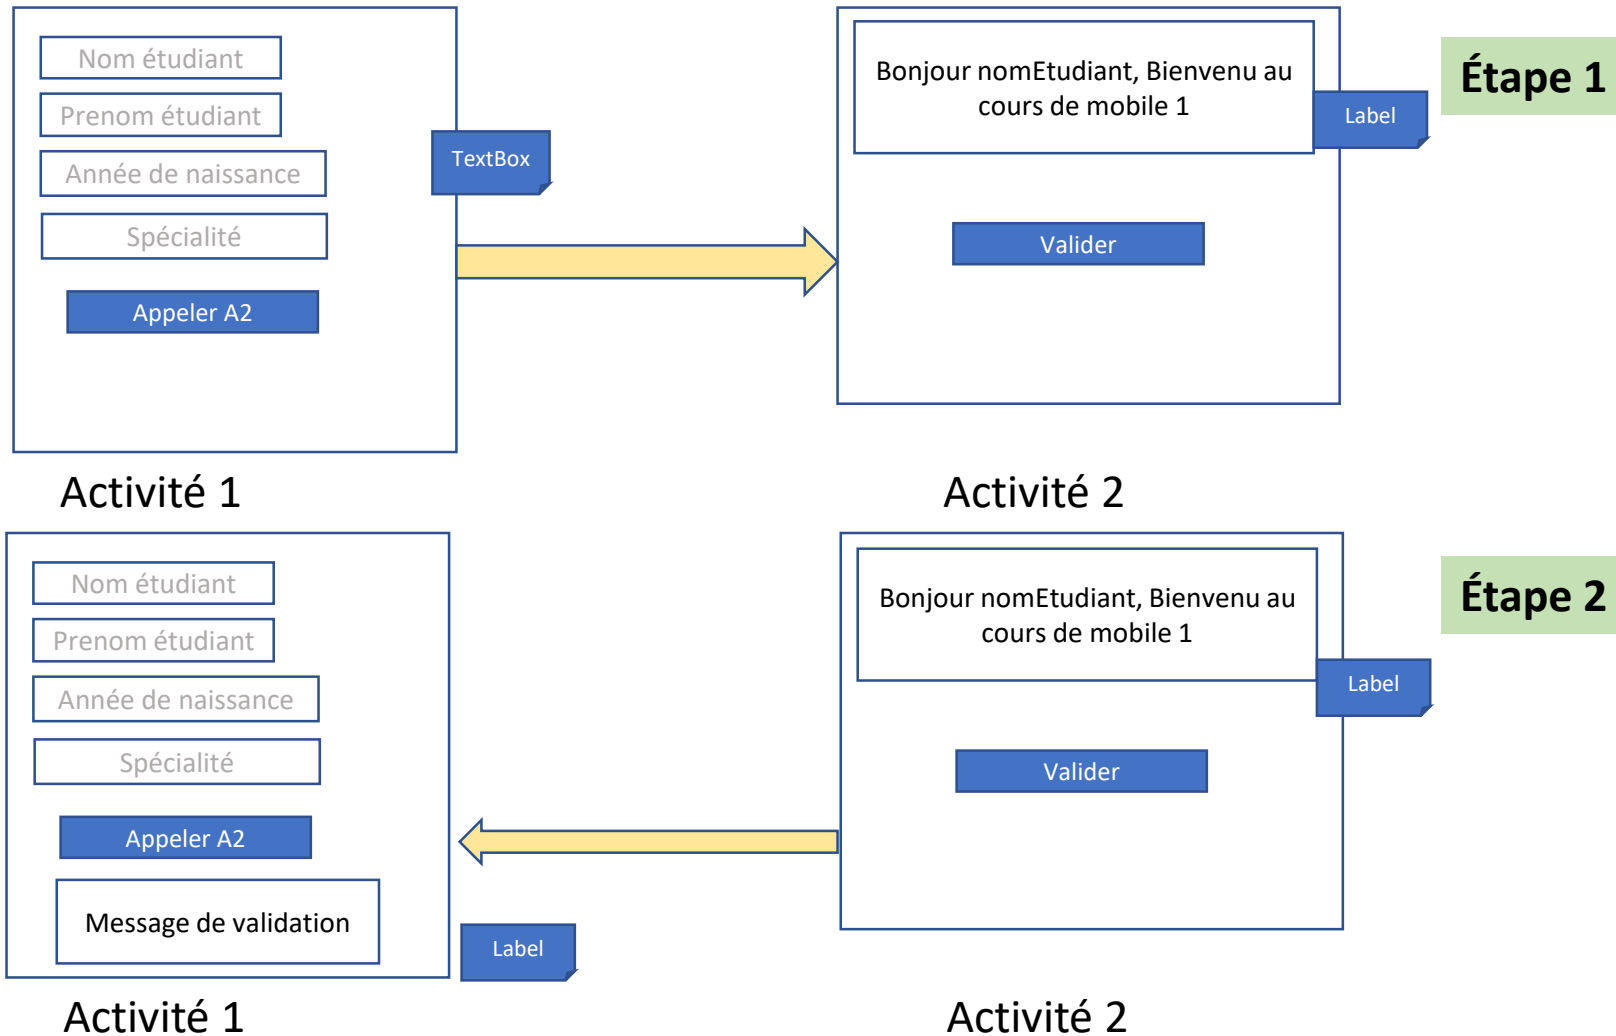 Nom étudiant
Prenom étudiant
Année de naissance
Spécialité
Appeler A2
TextBox
Activité 1
Bonjour nomEtudiant, Bienvenu au
cours de mobile 1
Label
Valider
Activité 2
Étape 1
Nom étudiant
Prenom étudiant
Année de naissance
Spécialité
Appeler A2
Message de validation
Label
Activité 1
Bonjour nomEtudiant, Bienvenu au
cours de mobile 1
Label
Valider
Activité 2
Étape 2